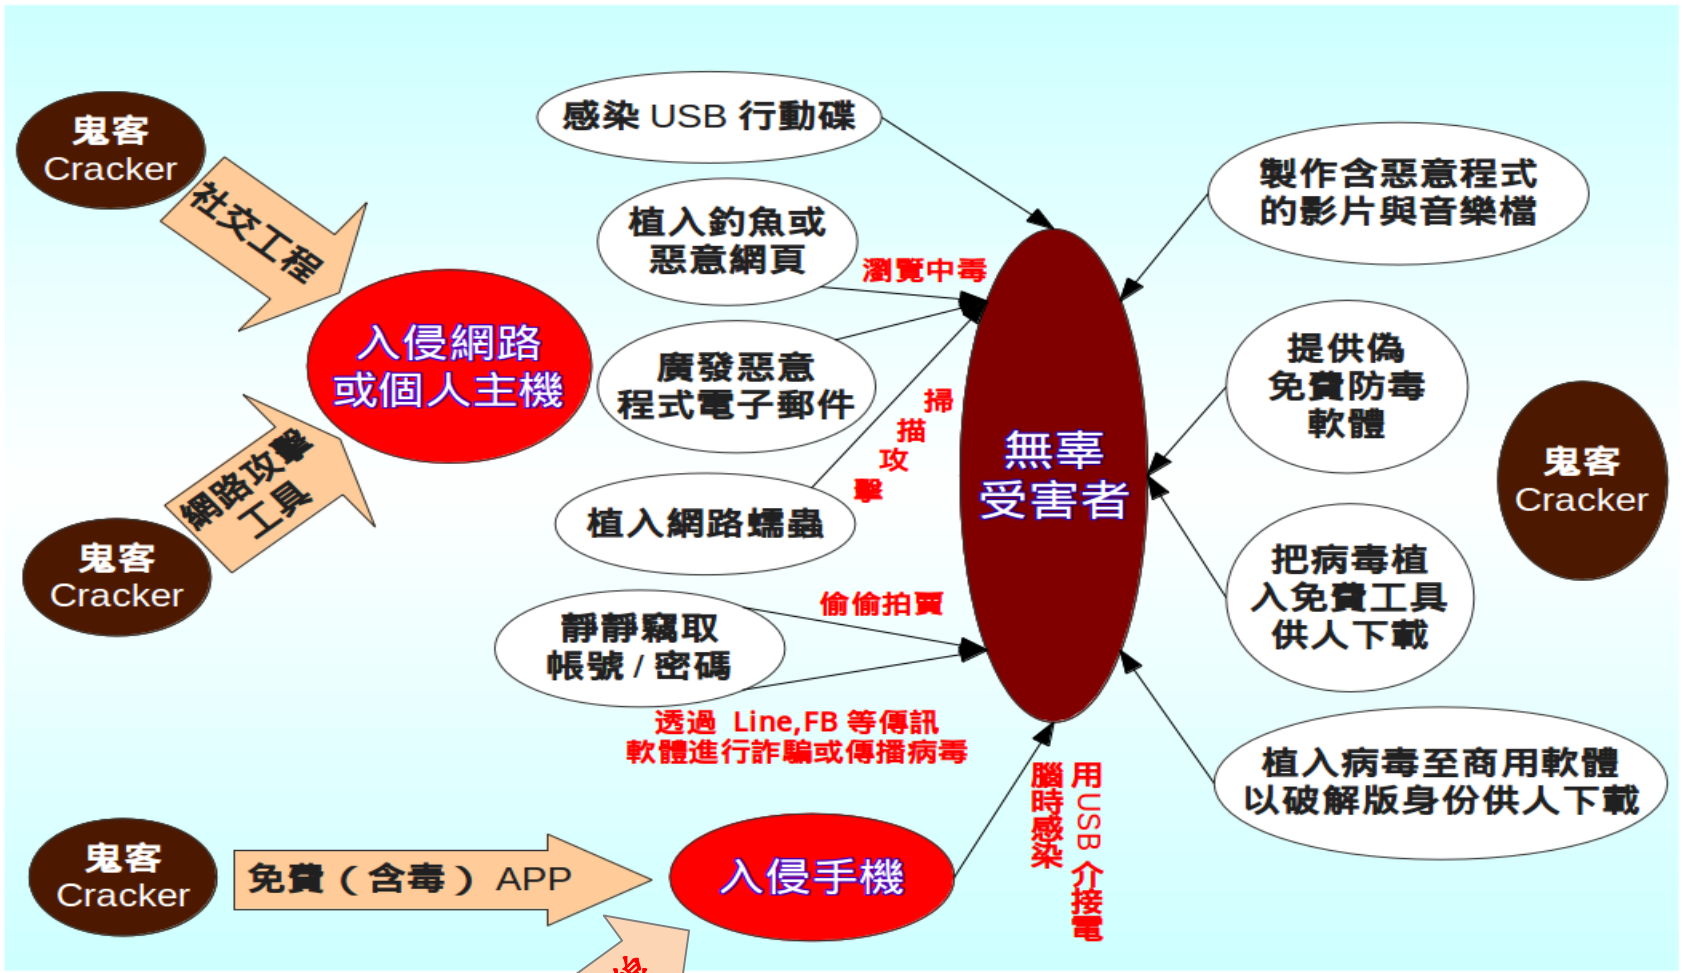 鬼客
Cracker
社交工程
入侵網路
或個人主機
網路攻擊
工具
鬼客
Cracker
感染 USB 行動碟
植入釣魚或
惡意網頁
瀏覽中毒
廣發惡意
程式電子郵件
掃描攻擊
植入網路蠕蟲
靜靜竊取
帳號 / 密碼
偷偷拍賣
透過 Line,FB 等傳訊
軟體進行詐騙或傳播病毒
無辜
受害者
製作含惡意程式
的影片與音樂檔
提供偽
免費防毒
軟體
鬼客
Cracker
把病毒植
入免費工具
供人下載
植入病毒至商用軟體
以破解版身份供人下載
鬼客
Cracker
免費（含毒）APP
入侵手機
用 USB 介接電
腦時感染